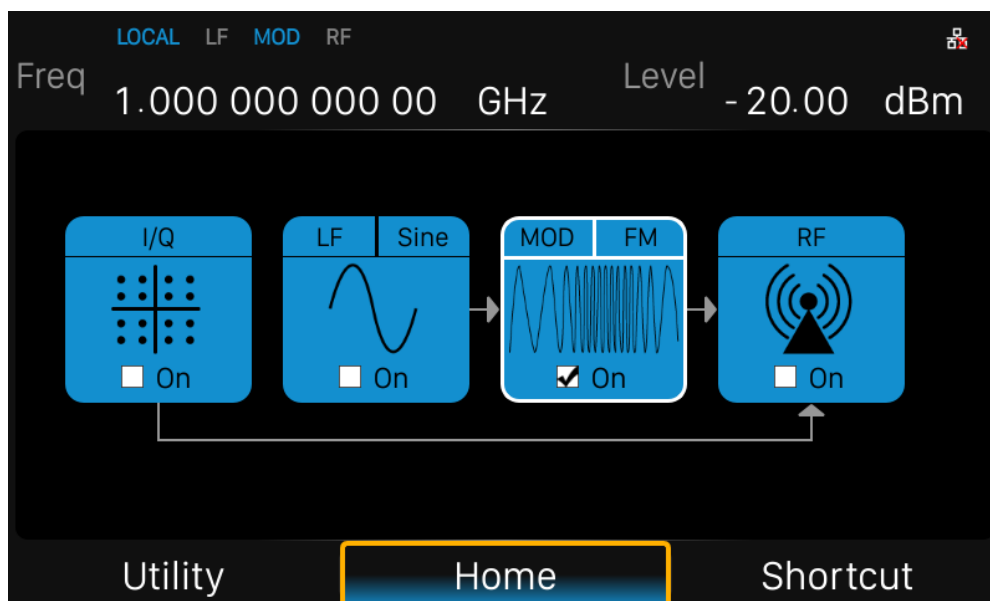 LOCAL LF MOD RF
Freq 1.000 000 000 00 GHz Level - 20.00 dBm
I/Q LF Sine MOD FM RF
On On On On
Utility Home Shortcut